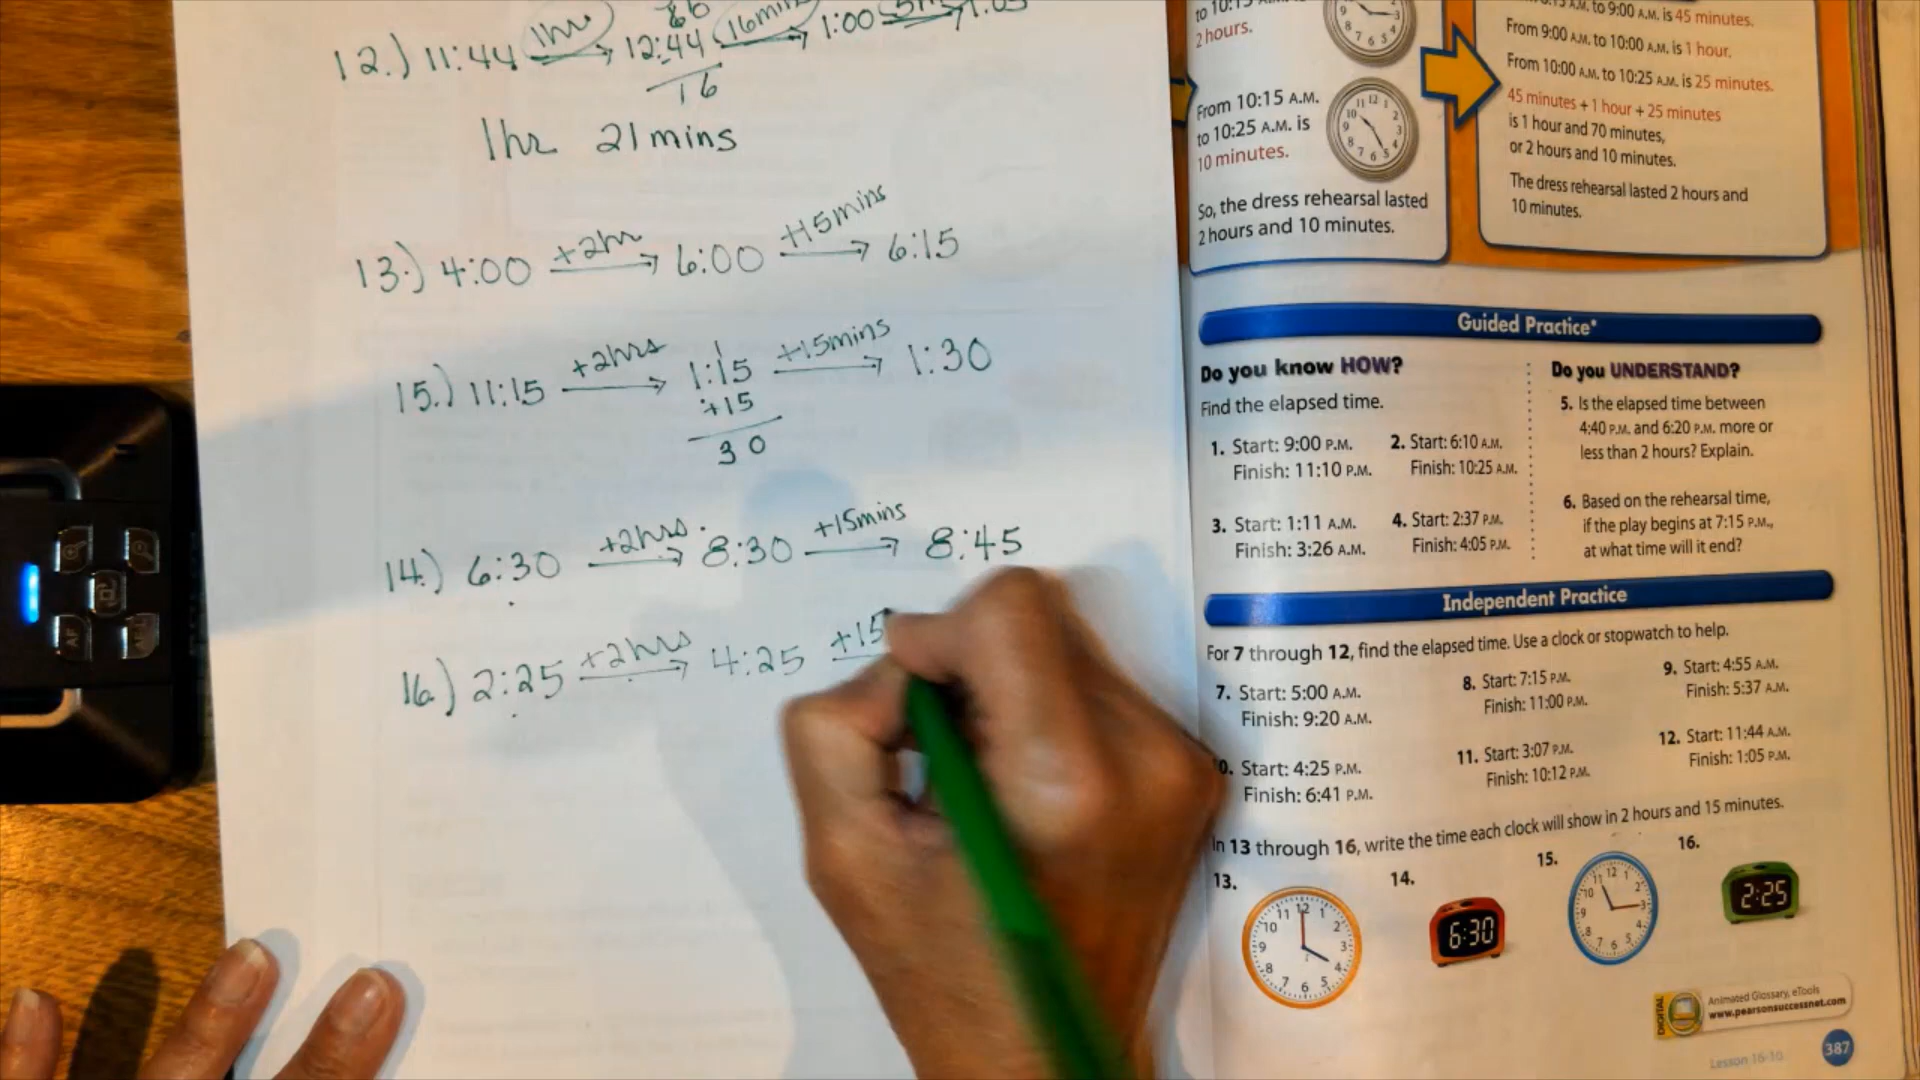 12.) 11:44 1hr 12:44 16min 1:00
16
1hr 21mins
13.) 4:00 +2hr 6:00 +15mins 6:15
15.) 11:15 +2hrs 1:15 +15mins 1:30
1
+15
30
14.) 6:30 +2hrs 8:30 +15mins 8:45
16.) 2:25 +2hrs 4:25 +15
2 hours.
From 10:15 A.M.
to 10:25 A.M. is
10 minutes.
So, the dress rehearsal lasted
2 hours and 10 minutes.
to 9:00 A.M. is 45 minutes.
From 9:00 A.M. to 10:00 A.M. is 1 hour.
From 10:00 A.M. to 10:25 A.M. is 25 minutes.
45 minutes + 1 hour + 25 minutes
is 1 hour and 70 minutes,
or 2 hours and 10 minutes.
The dress rehearsal lasted 2 hours and
10 minutes.
Guided Practice*
Do you know HOW?
Find the elapsed time.
1. Start: 9:00 P.M.
Finish: 11:10 P.M.
2. Start: 6:10 A.M.
Finish: 10:25 A.M.
3. Start: 1:11 A.M.
Finish: 3:26 A.M.
4. Start: 2:37 P.M.
Finish: 4:05 P.M.
Do you UNDERSTAND?
5. Is the elapsed time between
4:40 P.M. and 6:20 P.M. more or
less than 2 hours? Explain.
6. Based on the rehearsal time,
if the play begins at 7:15 P.M.,
at what time will it end?
Independent Practice
For 7 through 12, find the elapsed time. Use a clock or stopwatch to help.
7. Start: 5:00 A.M.
Finish: 9:20 A.M.
8. Start: 7:15 P.M.
Finish: 11:00 P.M.
9. Start: 4:55 A.M.
Finish: 5:37 A.M.
0. Start: 4:25 P.M.
Finish: 6:41 P.M.
11. Start: 3:07 P.M.
Finish: 10:12 P.M.
12. Start: 11:44 A.M.
Finish: 1:05 P.M.
In 13 through 16, write the time each clock will show in 2 hours and 15 minutes.
13.
14.
6:30
15.
16.
2:25
DIGITAL
Animated Glossary, eTools
www.pearsonsuccessnet.com
Lesson 16-10
387